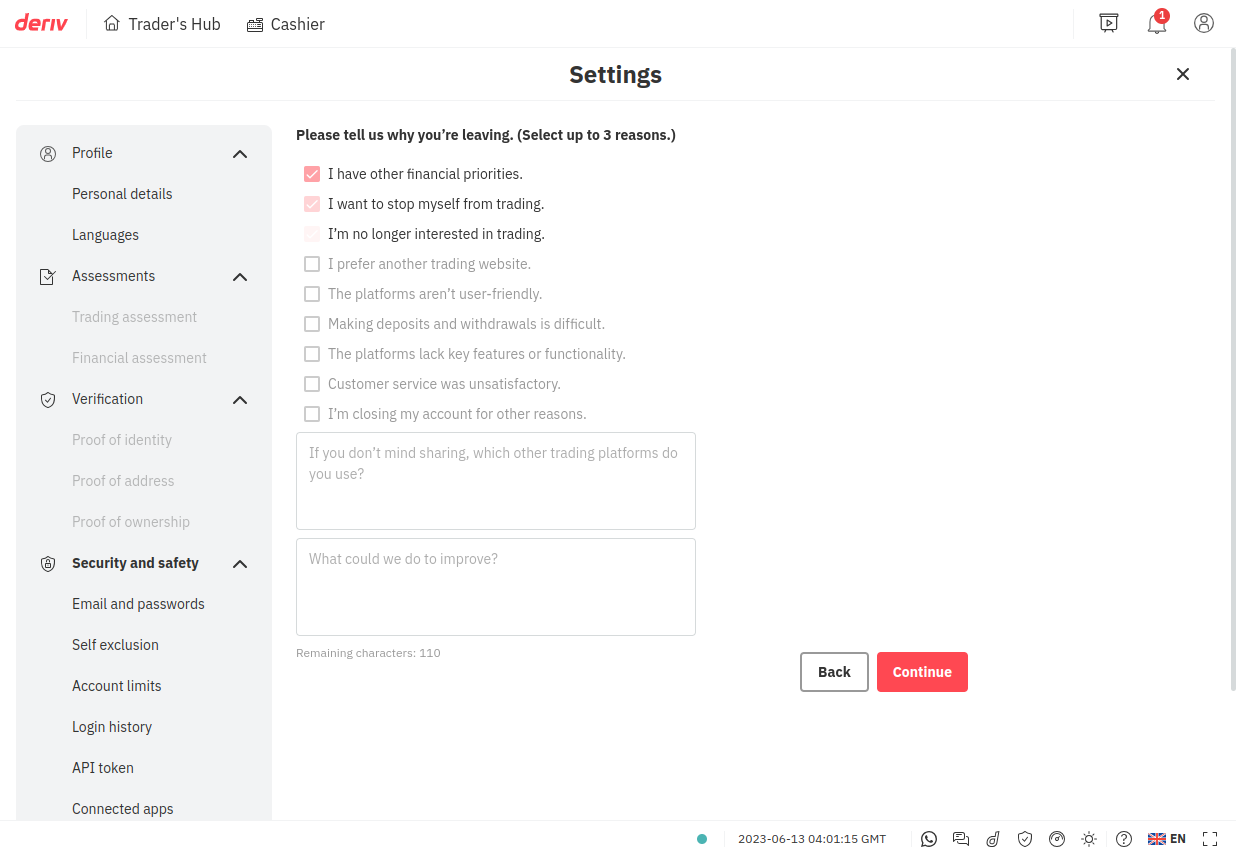 deriv
Trader's Hub
Cashier
1
Settings
Profile
Personal details
Languages
Assessments
Trading assessment
Financial assessment
Verification
Proof of identity
Proof of address
Proof of ownership
Security and safety
Email and passwords
Self exclusion
Account limits
Login history
API token
Connected apps
Please tell us why you’re leaving. (Select up to 3 reasons.)
I have other financial priorities.
I want to stop myself from trading.
I’m no longer interested in trading.
I prefer another trading website.
The platforms aren’t user-friendly.
Making deposits and withdrawals is difficult.
The platforms lack key features or functionality.
Customer service was unsatisfactory.
I’m closing my account for other reasons.
If you don’t mind sharing, which other trading platforms do
you use?
What could we do to improve?
Remaining characters: 110
Back
Continue
2023-06-13 04:01:15 GMT
EN